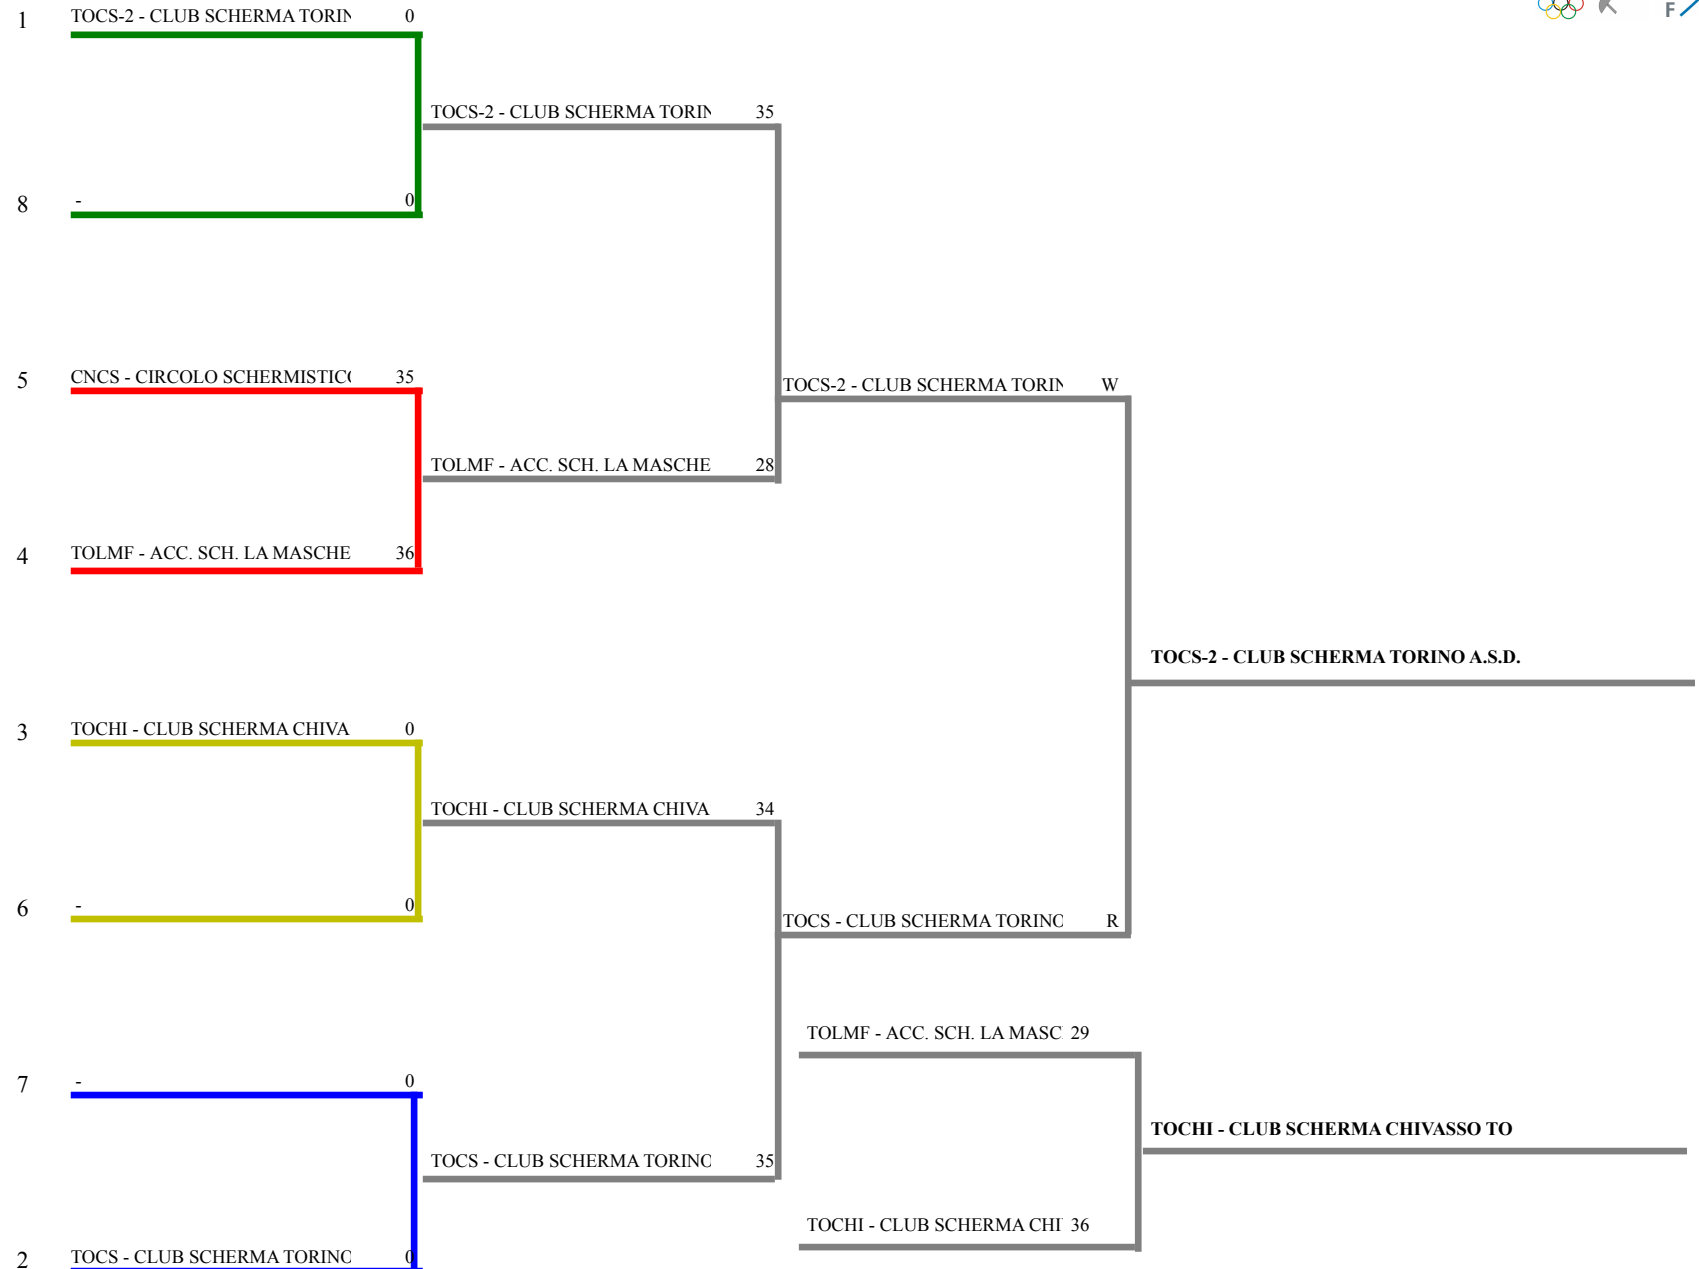 1 TOCS-2 - CLUB SCHERMA TORIN 0
F
TOCS-2 - CLUB SCHERMA TORIN 35
8 - 0
5 CNCS - CIRCOLO SCHERMISTIC 35
TOCS-2 - CLUB SCHERMA TORIN W
TOLMF - ACC. SCH. LA MASCHE 28
4 TOLMF - ACC. SCH. LA MASCHE 36
TOCS-2 - CLUB SCHERMA TORINO A.S.D.
3 TOCHI - CLUB SCHERMA CHIVA 0
TOCHI - CLUB SCHERMA CHIVA 34
6 - 0
TOCS - CLUB SCHERMA TORINO R
TOLMF - ACC. SCH. LA MASC 29
7 - 0
TOCHI - CLUB SCHERMA CHIVASSO TO
TOCS - CLUB SCHERMA TORINO 35
TOCHI - CLUB SCHERMA CHI 36
2 TOCS - CLUB SCHERMA TORINO 0